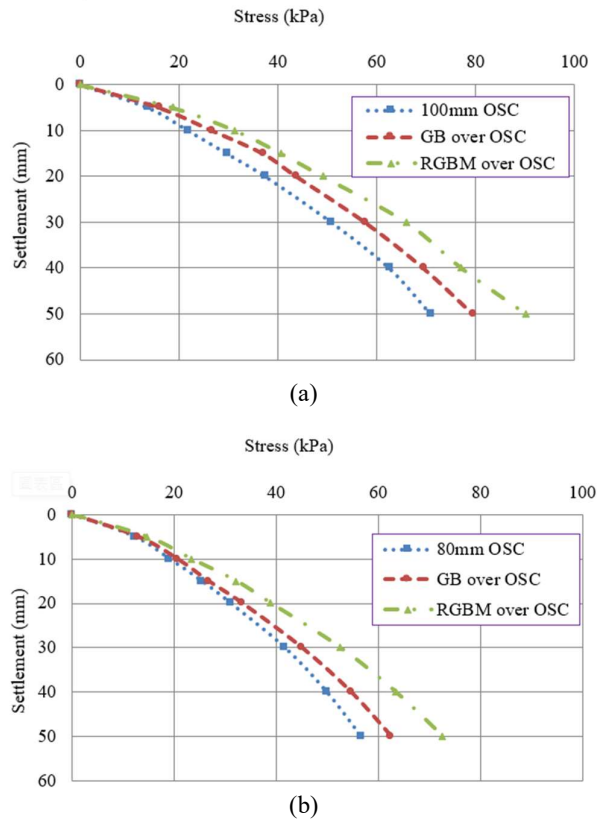 Stress (kPa)
0 20 40 60 80 100
0
10
20
30
40
50
60
Settlement (mm)
100mm OSC
GB over OSC
RGBM over OSC
(a)
Stress (kPa)
0 20 40 60 80 100
0
10
20
30
40
50
60
Settlement (mm)
80mm OSC
GB over OSC
RGBM over OSC
(b)